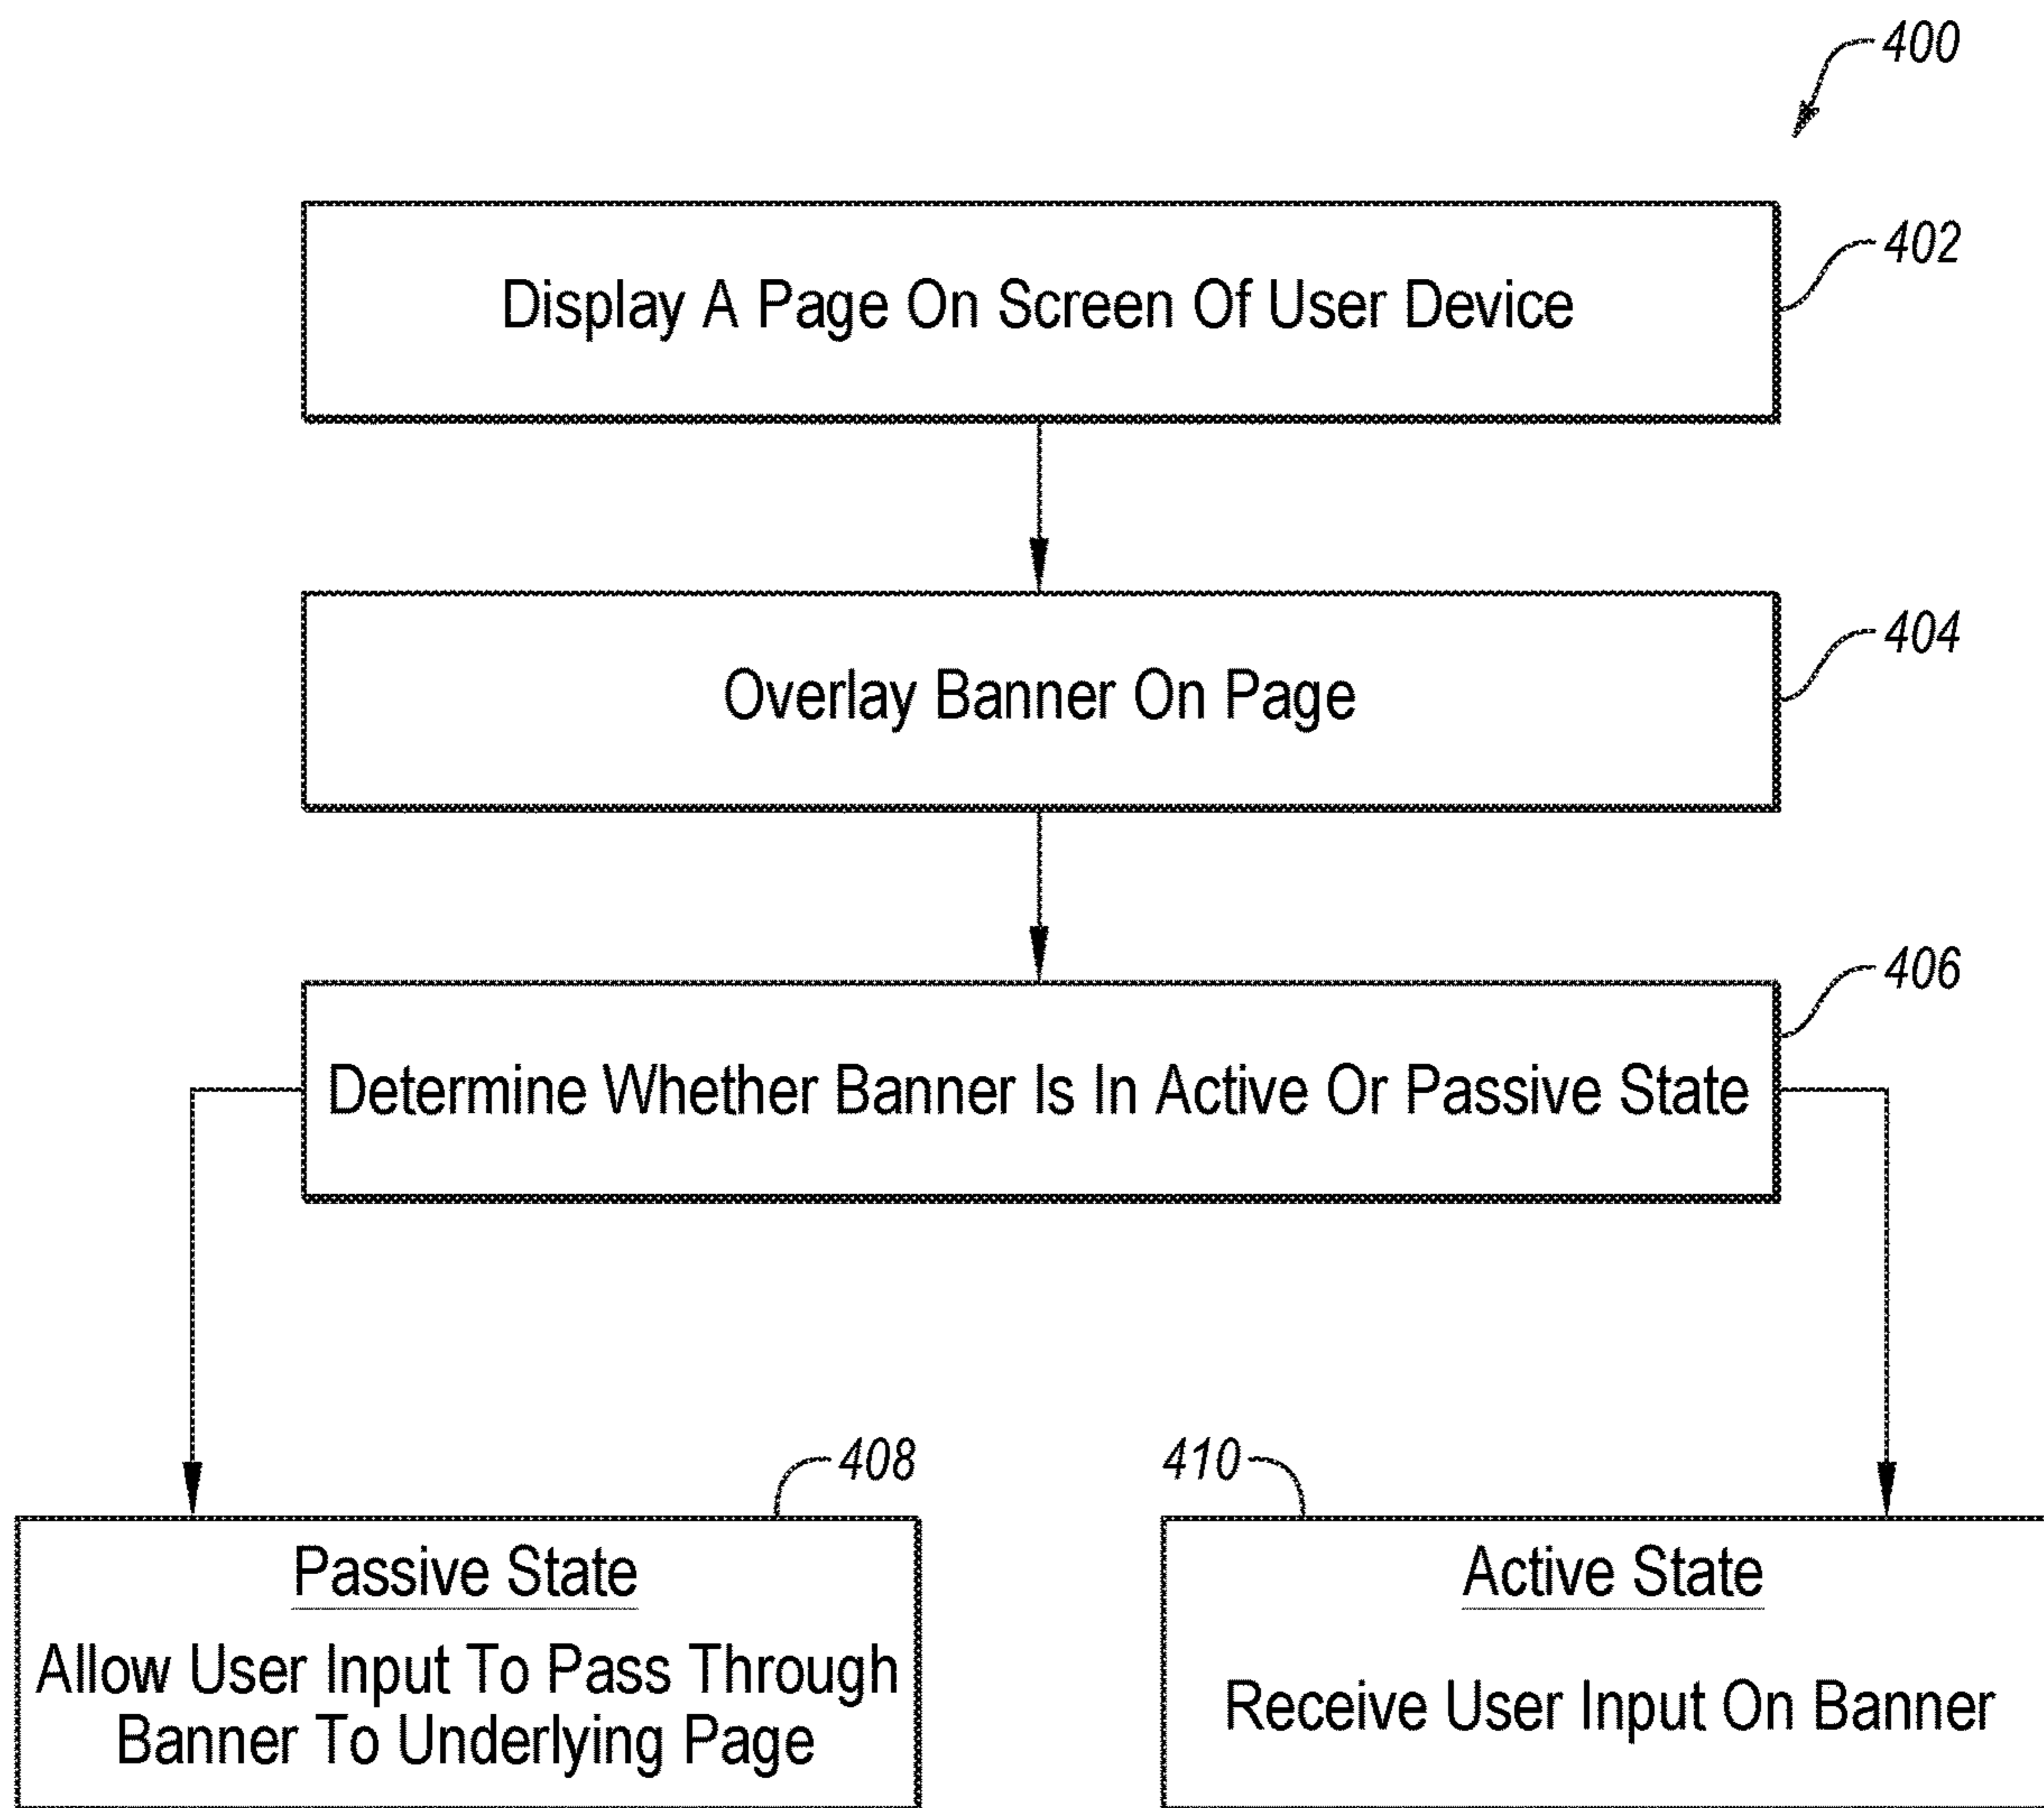 400
Display A Page On Screen Of User Device
402
Overlay Banner On Page
404
Determine Whether Banner Is In Active Or Passive State
406
408
Passive State
Allow User Input To Pass Through
Banner To Underlying Page
410
Active State
Receive User Input On Banner